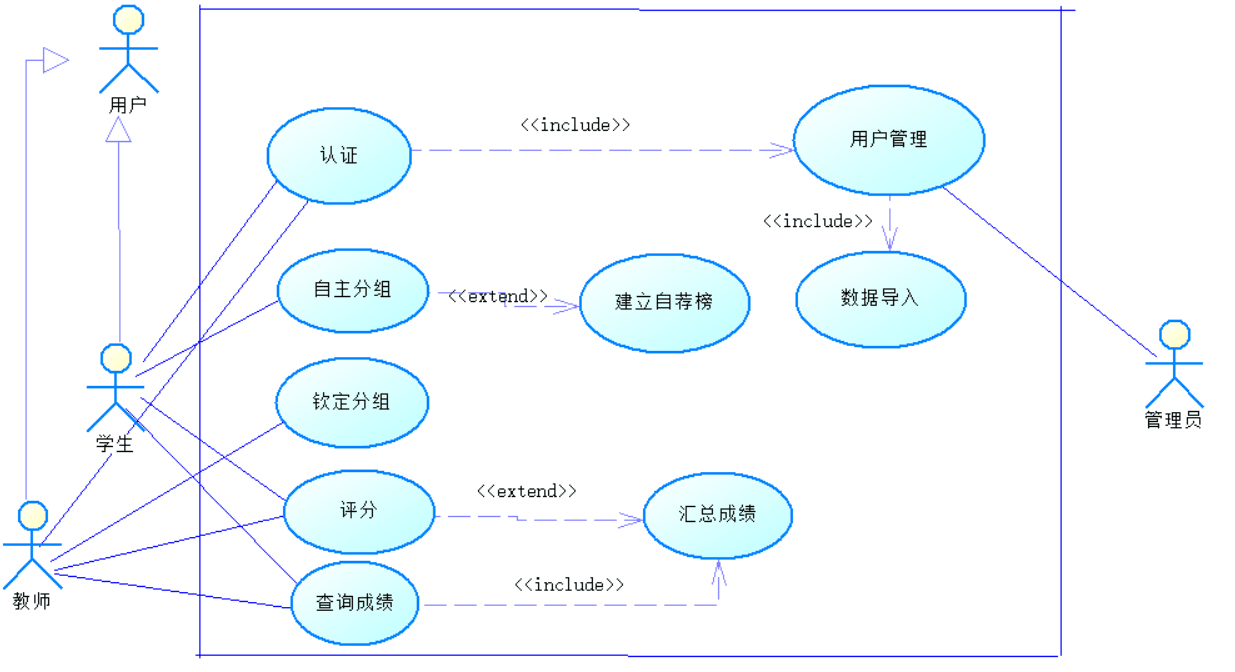 用户
<<include>>
用户管理
认证
<<include>>
自主分组
<<extend>>
建立自荐榜
数据导入
钦定分组
管理员
学生
<<extend>>
评分
汇总成绩
<<include>>
查询成绩
教师